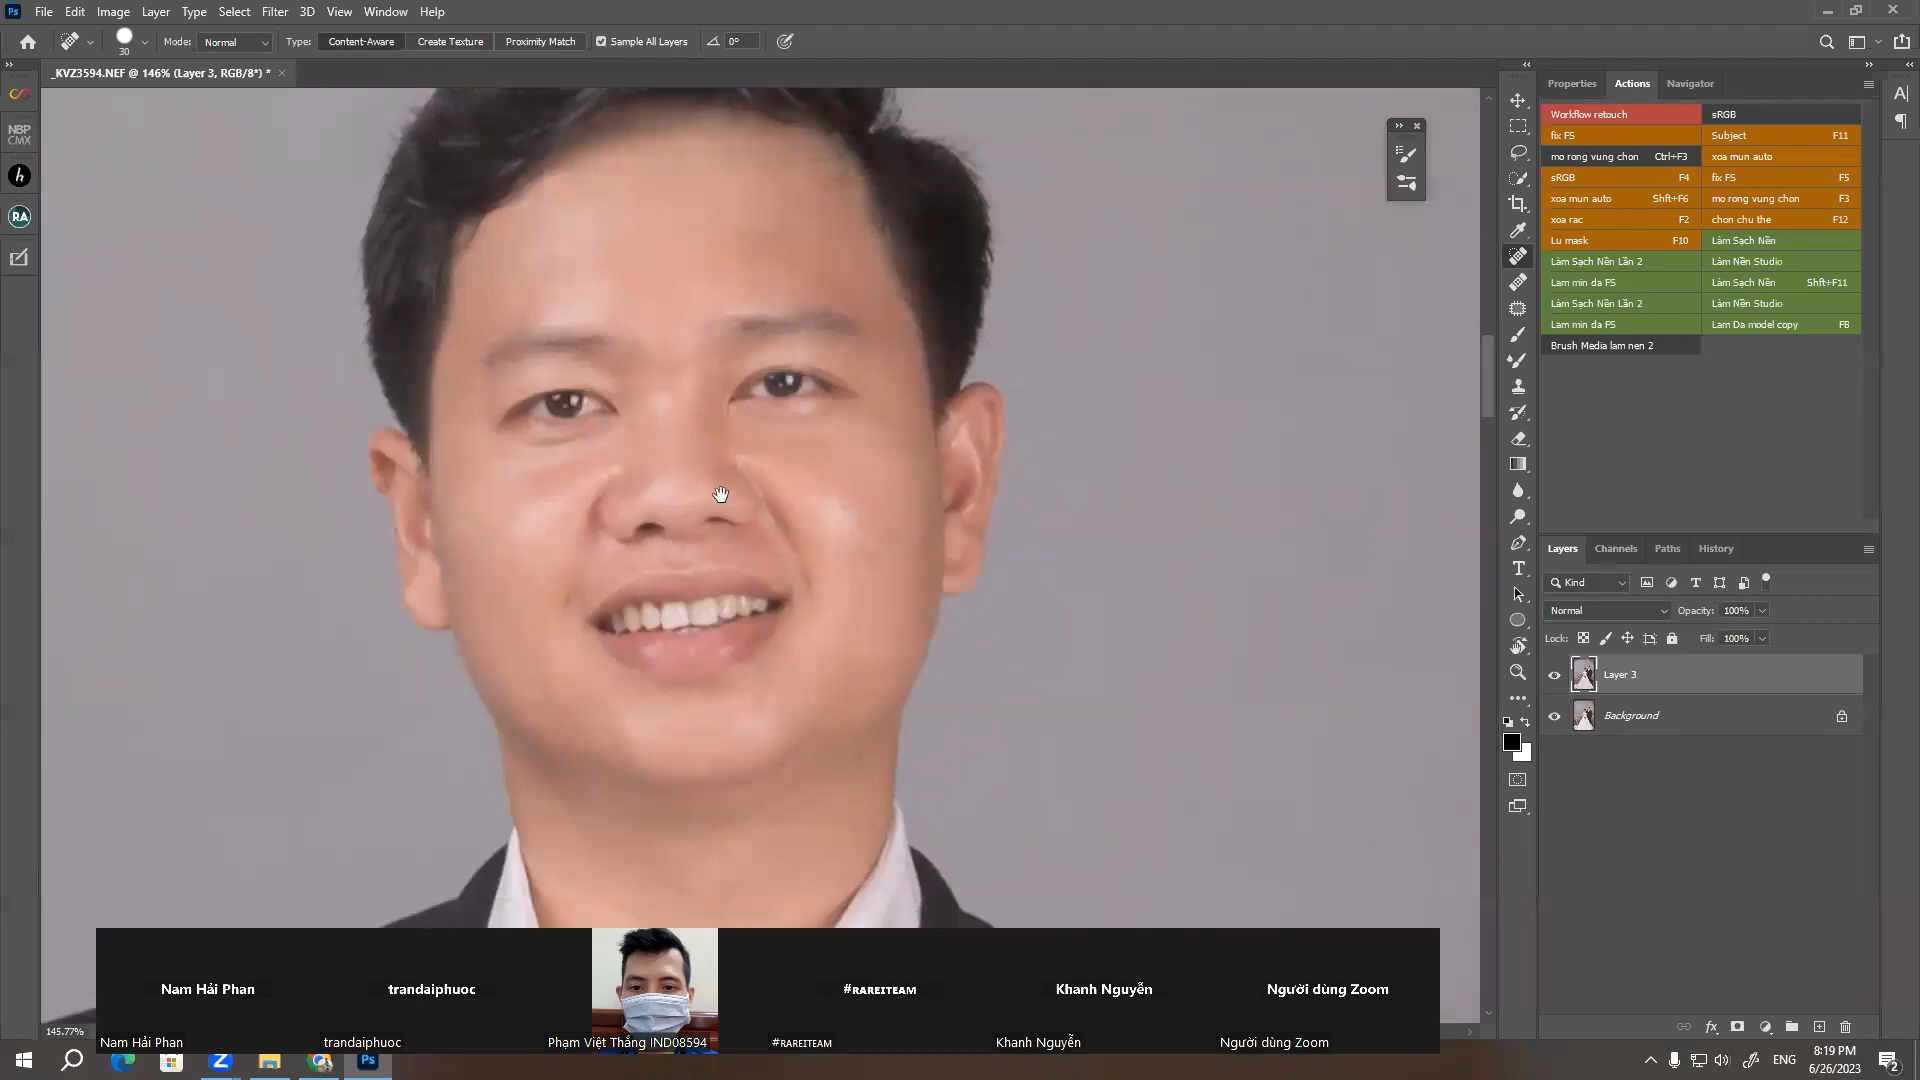 Ps File Edit Image Layer Type Select Filter 3D View Window Help
30 Mode: Normal Type: Content-Aware Create Texture Proximity Match Sample All Layers 0°
_KVZ3594.NEF @ 146% (Layer 3, RGB/8*) *
NBP
CMX
h
RA
Properties Actions Navigator
Workflow retouch sRGB
fix FS Subject F11
mo rong vung chon Ctrl+F3 xoa mun auto
sRGB F4 fix FS F5
xoa mun auto Shft+F6 mo rong vung chon F3
xoa rac F2 chon chu the F12
Lu mask F10 Làm Sạch Nền
Làm Sạch Nền Lần 2 Làm Nền Studio
Lam min da FS Làm Sạch Nền Shft+F11
Làm Sạch Nền Lần 2 Làm Nền Studio
Lam min da FS Lam Da model copy F8
Brush Media lam nen 2
Layers Channels Paths History
Kind
Normal Opacity: 100%
Lock: Fill: 100%
Layer 3
Background
145.77%
Nam Hải Phan trandaiphuoc #RAREITEAM Khanh Nguyễn Người dùng Zoom
Nam Hải Phan trandaiphuoc Phạm Việt Thắng IND08594 #RAREITEAM Khanh Nguyễn Người dùng Zoom
Z Ps ENG 8:19 PM
6/26/2023 2